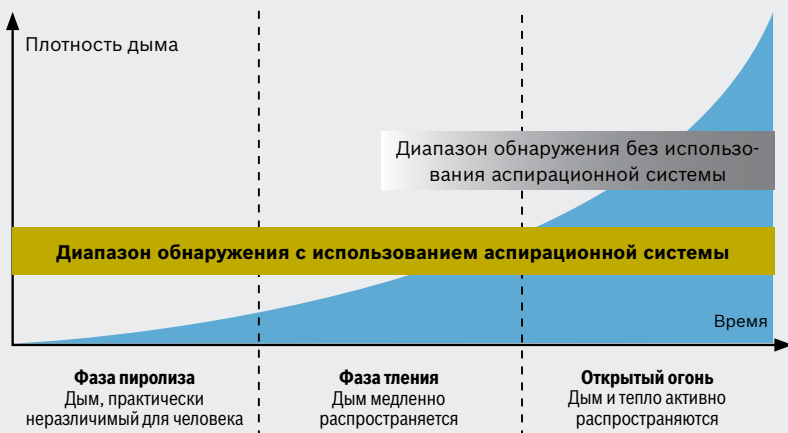 Плотность дыма
Диапазон обнаружения без использо-
вания аспирационной системы
Диапазон обнаружения с использованием аспирационной системы
Время
Фаза пиролиза
Дым, практически
неразличимый для человека
Фаза тления
Дым медленно
распространяется
Открытый огонь
Дым и тепло активно
распространяются